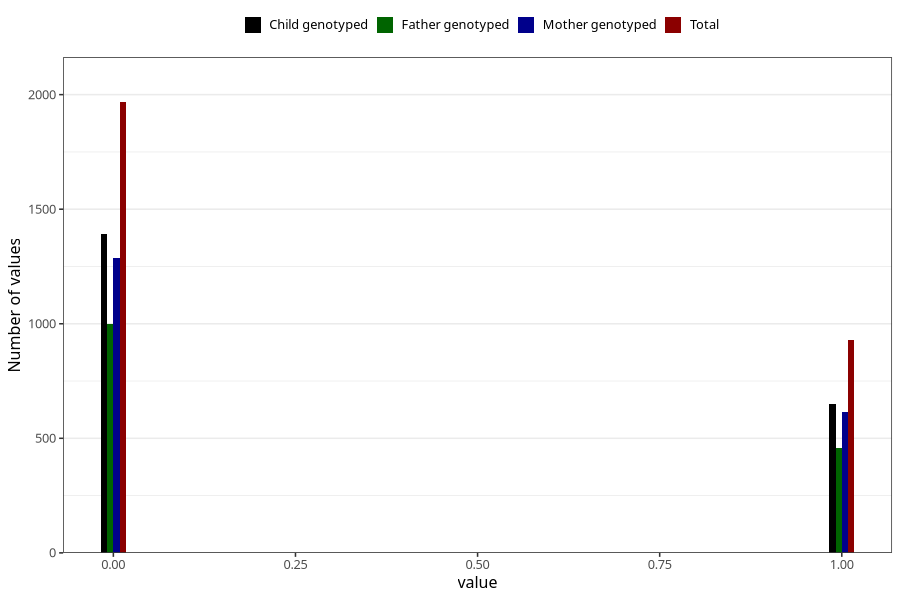 Child genotyped Father genotyped Mother genotyped Total
2000
1500
1000
500
0
Number of values
0.00 0.25 0.50 0.75 1.00
value